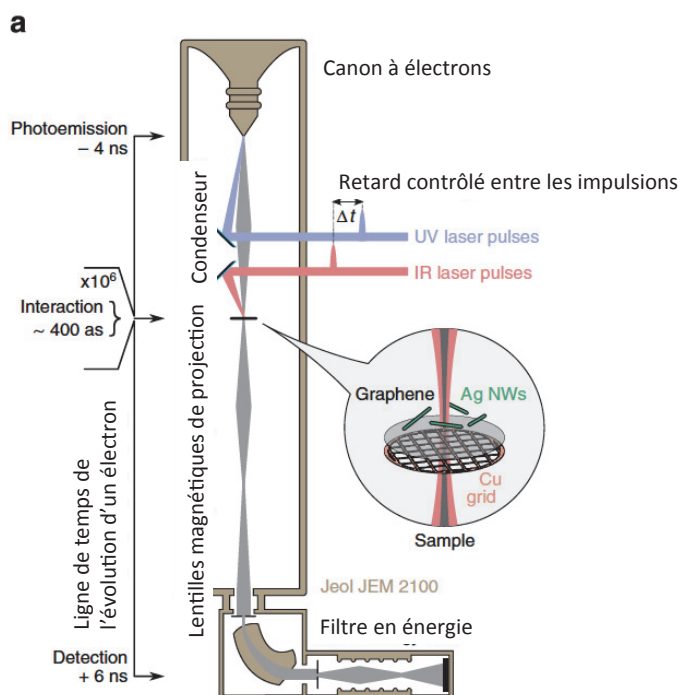 a
Canon à électrons
Photoemission
– 4 ns
Retard contrôlé entre les impulsions
Δt
Condenseur
UV laser pulses
IR laser pulses
x10⁶
Interaction
~ 400 as
Lentilles magnétiques de projection
Graphene
Ag NWs
Cu
grid
Sample
Ligne de temps de
l'évolution d'un électron
Jeol JEM 2100
Filtre en énergie
Detection
+ 6 ns